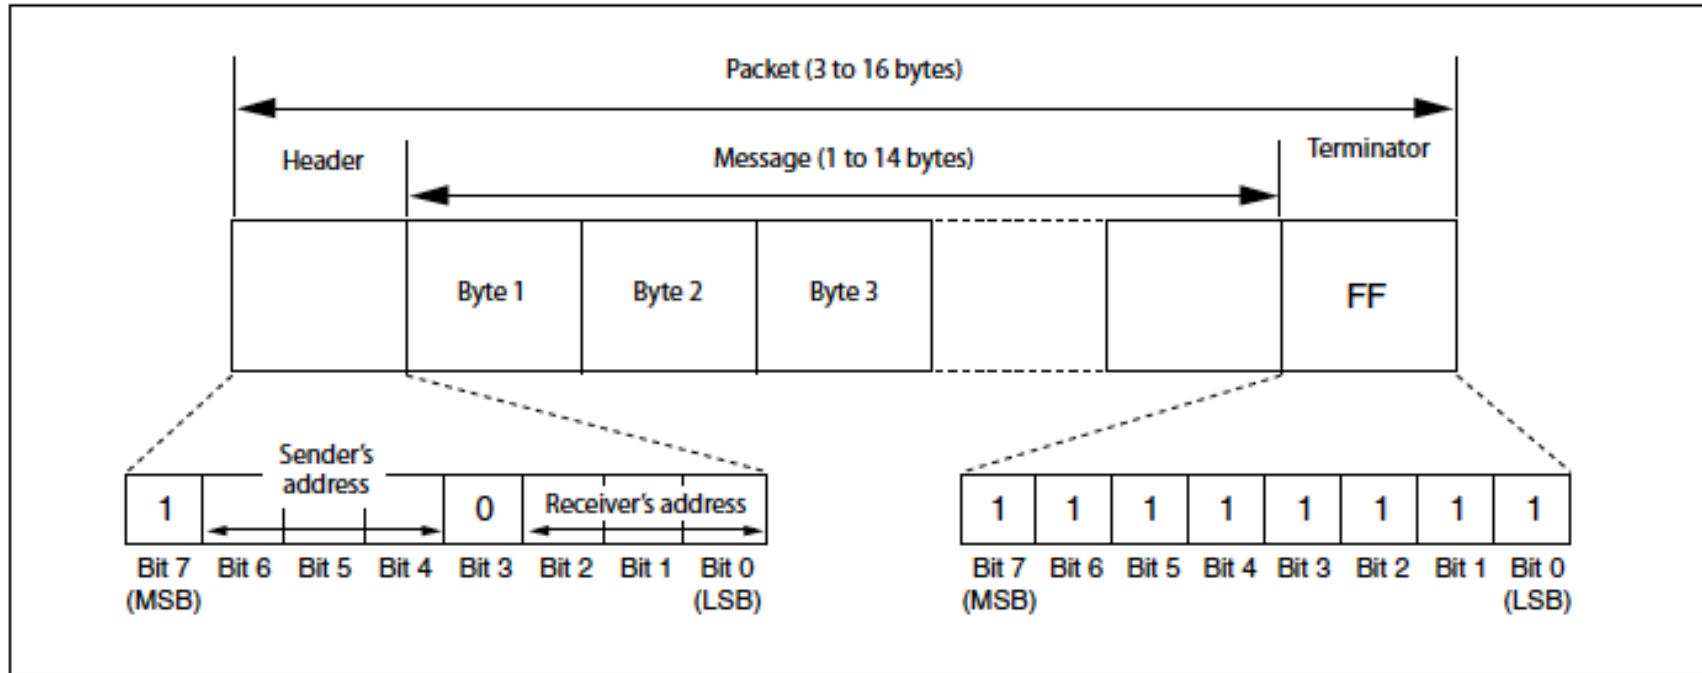 Packet (3 to 16 bytes)
Header
Message (1 to 14 bytes)
Terminator
Byte 1
Byte 2
Byte 3
FF
Sender's
address
1
0
Receiver's address
Bit 7 Bit 6 Bit 5 Bit 4 Bit 3 Bit 2 Bit 1 Bit 0
(MSB) (LSB)
1 1 1 1 1 1 1 1
Bit 7 Bit 6 Bit 5 Bit 4 Bit 3 Bit 2 Bit 1 Bit 0
(MSB) (LSB)